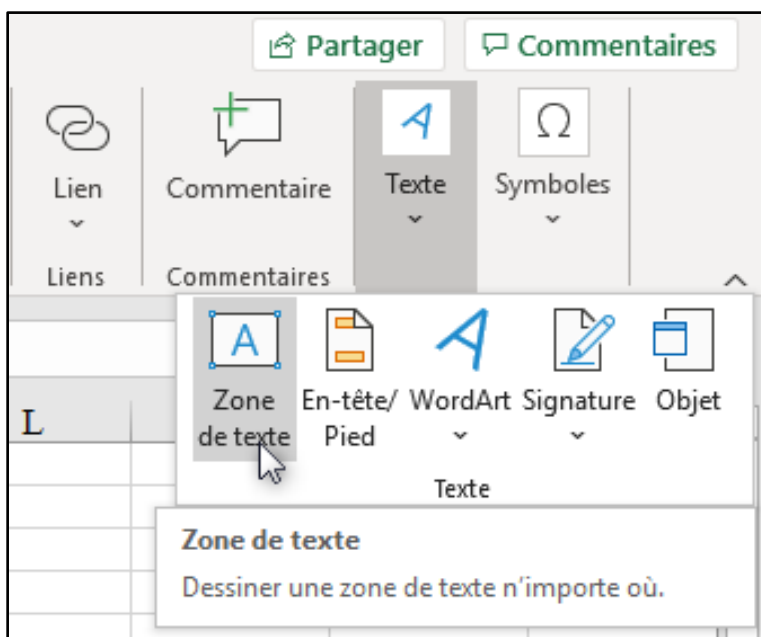 Partager
Commentaires
Lien
Commentaire
Texte
Symboles
Liens
Commentaires
Zone
de texte
En-tête/
Pied
WordArt
Signature
Objet
L
Texte
Zone de texte
Dessiner une zone de texte n’importe où.